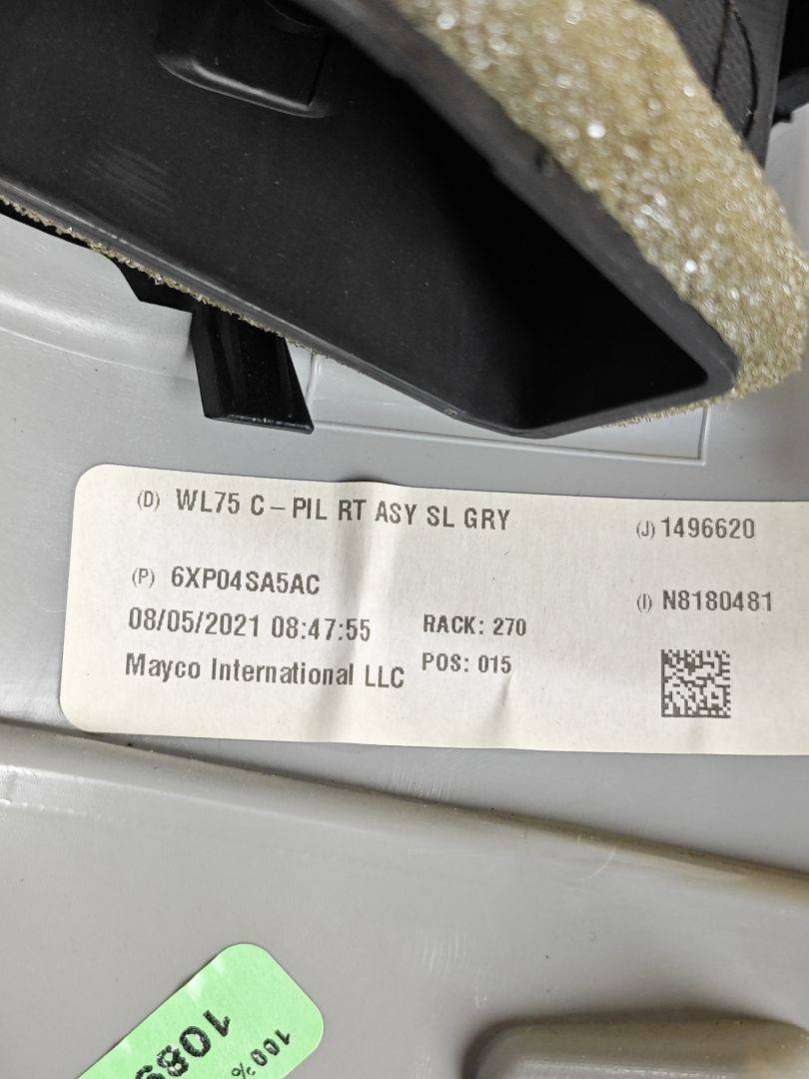 (D) WL75 C-PIL RT ASY SL GRY
(J) 1496620
(P) 6XP04SA5AC
(I) N8180481
08/05/2021 08:47:55
RACK: 270
Mayco International LLC
POS: 015
100%